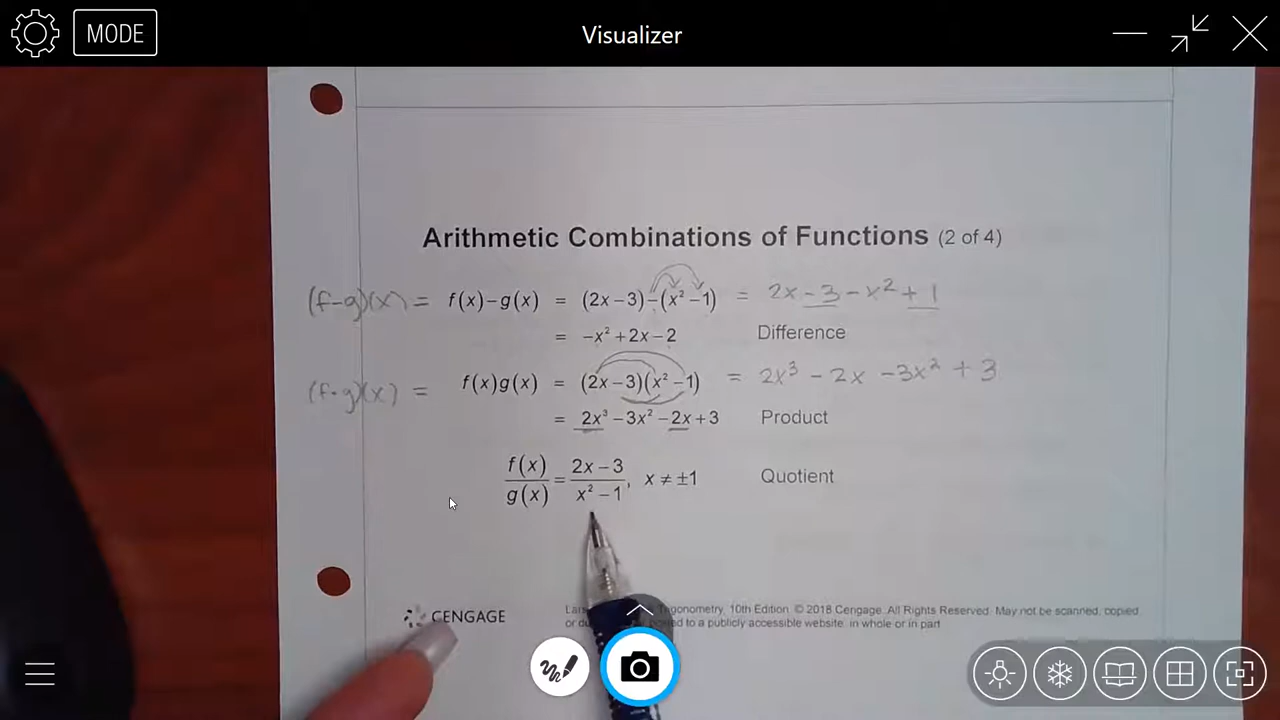 MODE
Visualizer
Arithmetic Combinations of Functions (2 of 4)
(f-g)(x) = f(x)−g(x) = (2x−3)−(x²−1) = 2x-3-x²+1
= −x²+2x−2 Difference
(f·g)(x) = f(x)g(x) = (2x−3)(x²−1) = 2x³ - 2x - 3x² + 3
= 2x³−3x²−2x+3 Product
f(x)/g(x) = (2x−3)/(x²−1), x ≠ ±1 Quotient
CENGAGE
10th Edition. © 2018 Cengage. All Rights Reserved. May not be scanned, copied
to a publicly accessible website, in whole or in part